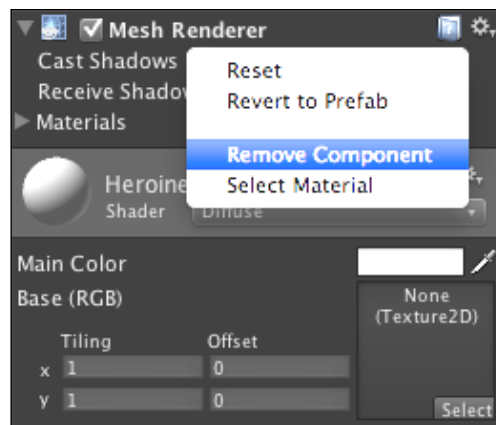 Mesh Renderer
Cast Shadows
Reset
Receive Shadov
Revert to Prefab
Materials
Remove Component
Select Material
Heroine
Shader Diffuse
Main Color
Base (RGB)
None
(Texture2D)
Tiling Offset
x 1 0
y 1 0
Select